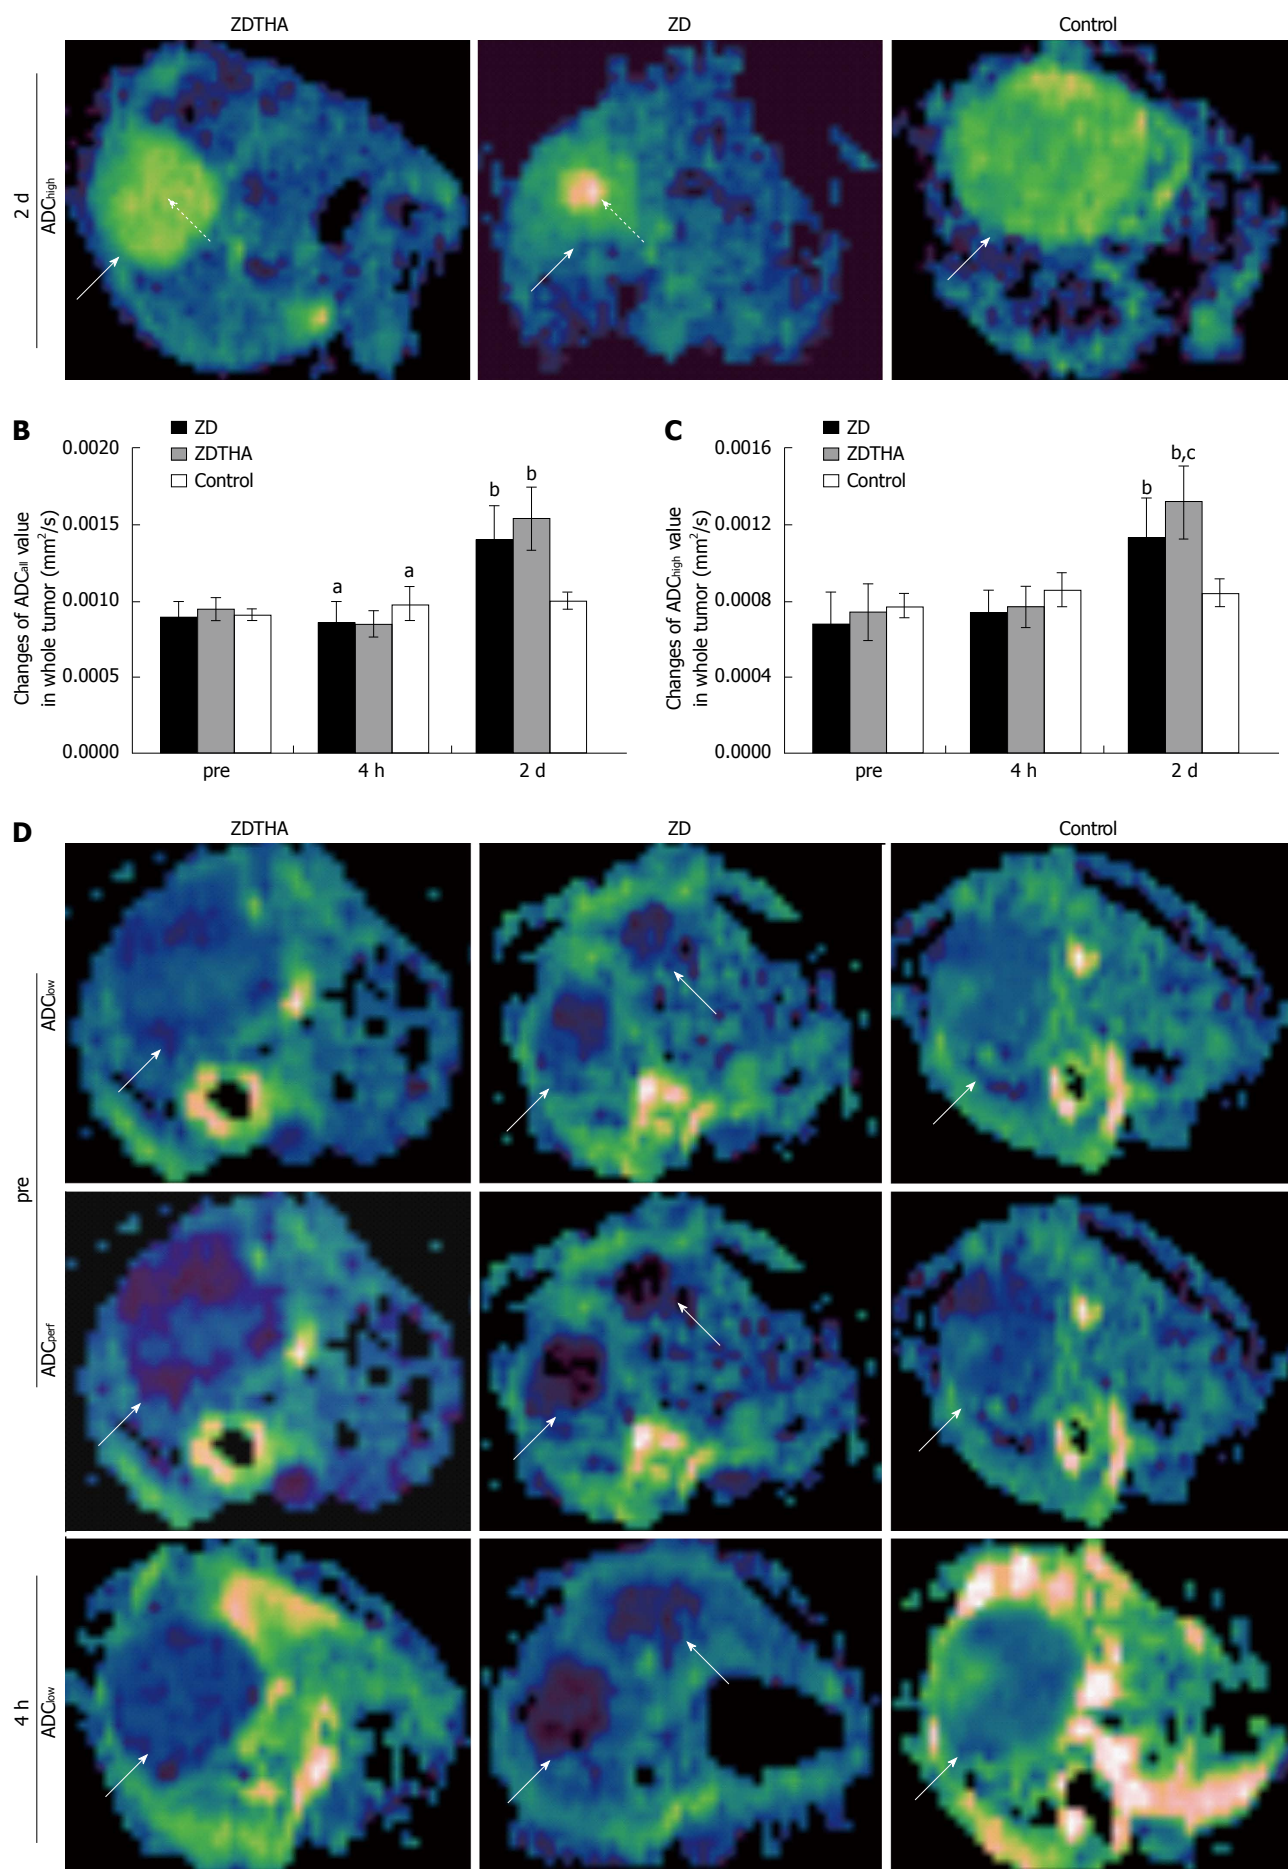 ZDTHA ZD Control
2 d
ADChigh
B
ZD
ZDTHA
Control
Changes of ADCall value
in whole tumor (mm²/s)
0.0020
0.0015
0.0010
0.0005
0.0000
a a b b
pre 4 h 2 d
C
ZD
ZDTHA
Control
Changes of ADChigh value
in whole tumor (mm²/s)
0.0016
0.0012
0.0008
0.0004
0.0000
b b,c
pre 4 h 2 d
D
ZDTHA ZD Control
pre
ADClow
ADCperf
4 h
ADClow